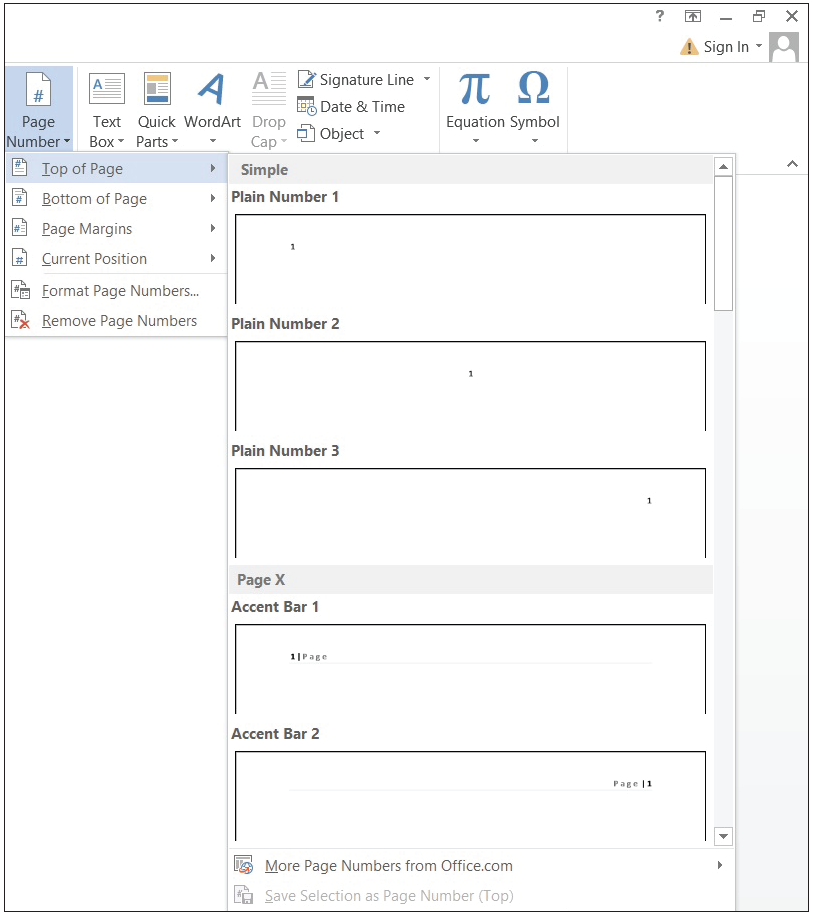 ?
Sign In
Page Number
Text Box
Quick Parts
WordArt
Drop Cap
Signature Line
Date & Time
Object
π
Equation
Ω
Symbol
Top of Page
Bottom of Page
Page Margins
Current Position
Format Page Numbers...
Remove Page Numbers
Simple
Plain Number 1
1
Plain Number 2
1
Plain Number 3
1
Page X
Accent Bar 1
1|Page
Accent Bar 2
Page|1
More Page Numbers from Office.com
Save Selection as Page Number (Top)